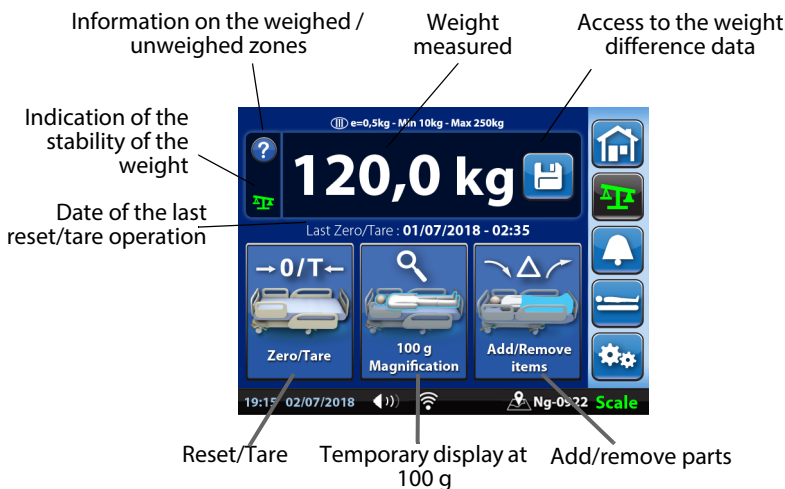 Information on the weighed /
unweighed zones
Weight
measured
Access to the weight
difference data
Indication of the
stability of the
weight
Date of the last
reset/tare operation
e=0,5kg - Min 10kg - Max 250kg
?
120,0 kg
Last Zero/Tare : 01/07/2018 - 02:35
→0/T←
Zero/Tare
100 g
Magnification
Δ
Add/Remove
items
19:15 02/07/2018
Ng-0922
Scale
Reset/Tare
Temporary display at
100 g
Add/remove parts